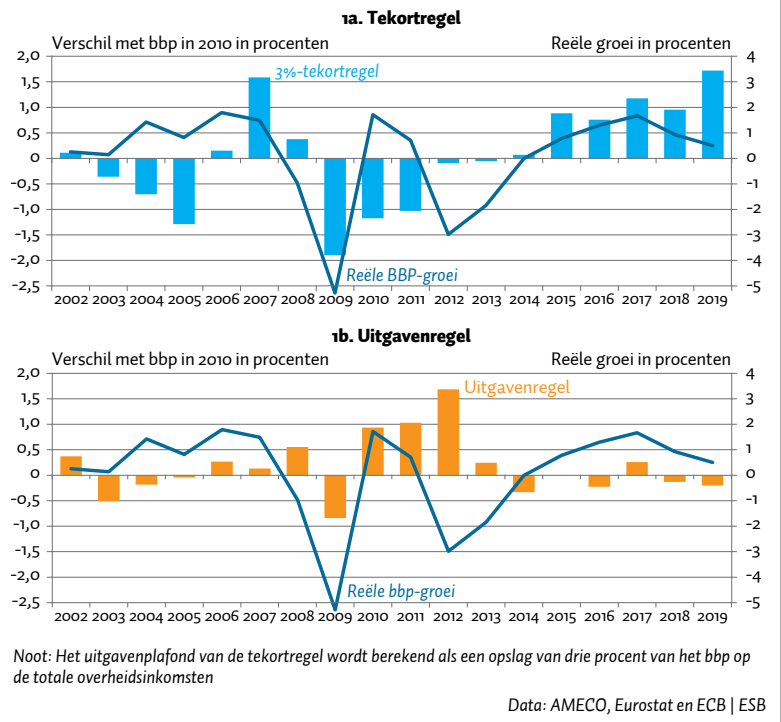 1a. Tekortregel
Verschil met bbp in 2010 in procenten
Reële groei in procenten
2,0
1,5
1,0
0,5
0
-0,5
-1,0
-1,5
-2,0
-2,5
4
3
2
1
0
-1
-2
-3
-4
-5
3%-tekortregel
Reële BBP-groei
2002 2003 2004 2005 2006 2007 2008 2009 2010 2011 2012 2013 2014 2015 2016 2017 2018 2019
1b. Uitgavenregel
Verschil met bbp in 2010 in procenten
Reële groei in procenten
2,0
1,5
1,0
0,5
0
-0,5
-1,0
-1,5
-2,0
-2,5
4
3
2
1
0
-1
-2
-3
-4
-5
Uitgavenregel
Reële bbp-groei
2002 2003 2004 2005 2006 2007 2008 2009 2010 2011 2012 2013 2014 2015 2016 2017 2018 2019
Noot: Het uitgavenplafond van de tekortregel wordt berekend als een opslag van drie procent van het bbp op
de totale overheidsinkomsten
Data: AMECO, Eurostat en ECB | ESB